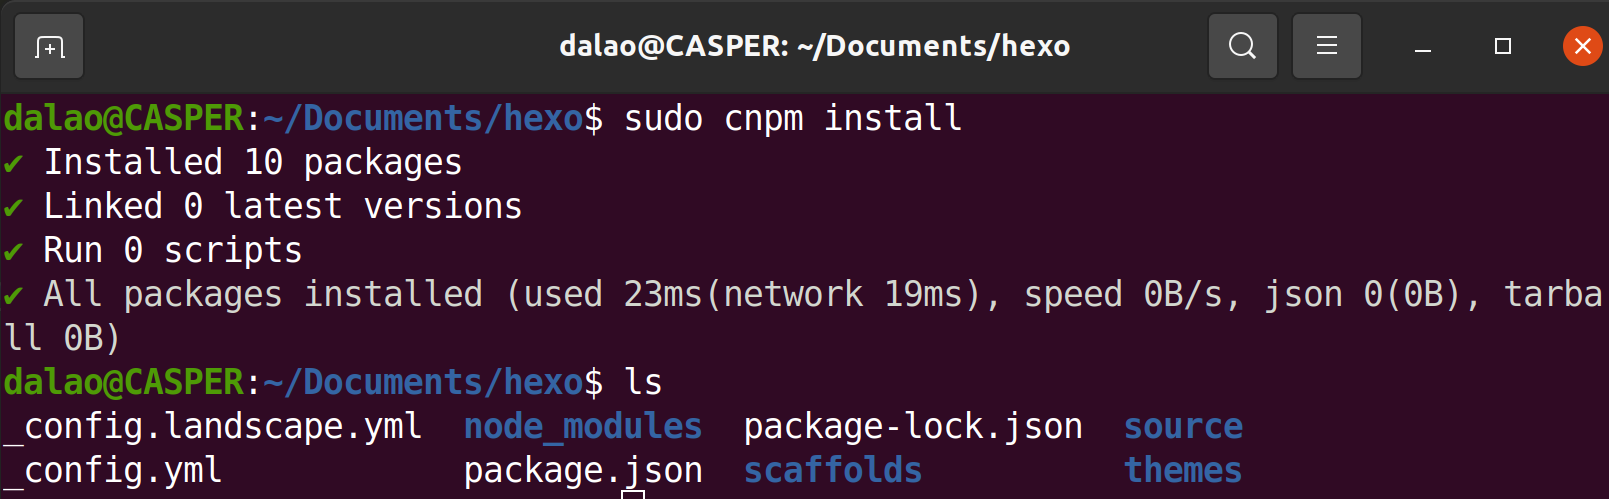 dalao@CASPER: ~/Documents/hexo
dalao@CASPER:~/Documents/hexo$ sudo cnpm install
✔ Installed 10 packages
✔ Linked 0 latest versions
✔ Run 0 scripts
✔ All packages installed (used 23ms(network 19ms), speed 0B/s, json 0(0B), tarba
ll 0B)
dalao@CASPER:~/Documents/hexo$ ls
_config.landscape.yml  node_modules  package-lock.json  source
_config.yml            package.json  scaffolds          themes